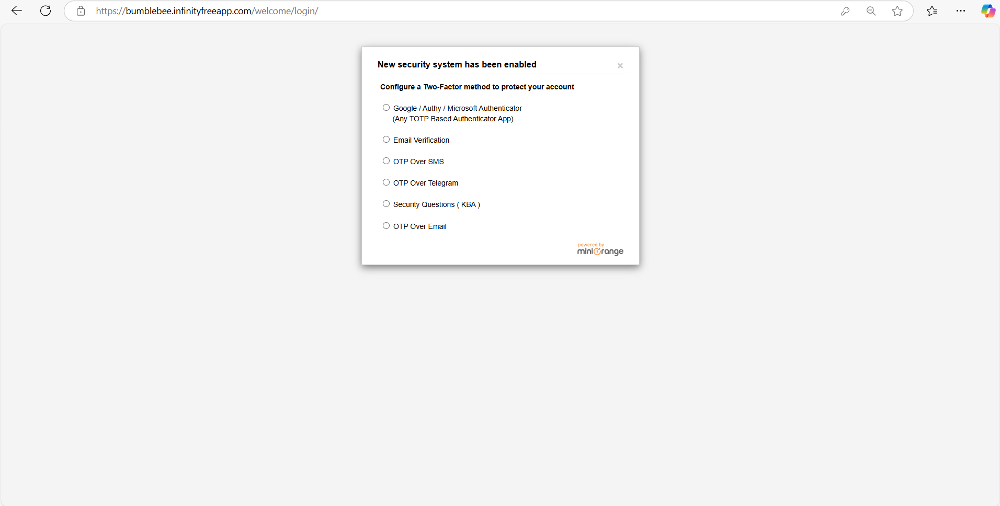 https://bumblebee.infinityfreeapp.com/welcome/login/
New security system has been enabled
×
Configure a Two-Factor method to protect your account
Google / Authy / Microsoft Authenticator
(Any TOTP Based Authenticator App)
Email Verification
OTP Over SMS
OTP Over Telegram
Security Questions ( KBA )
OTP Over Email
powered by
miniOrange